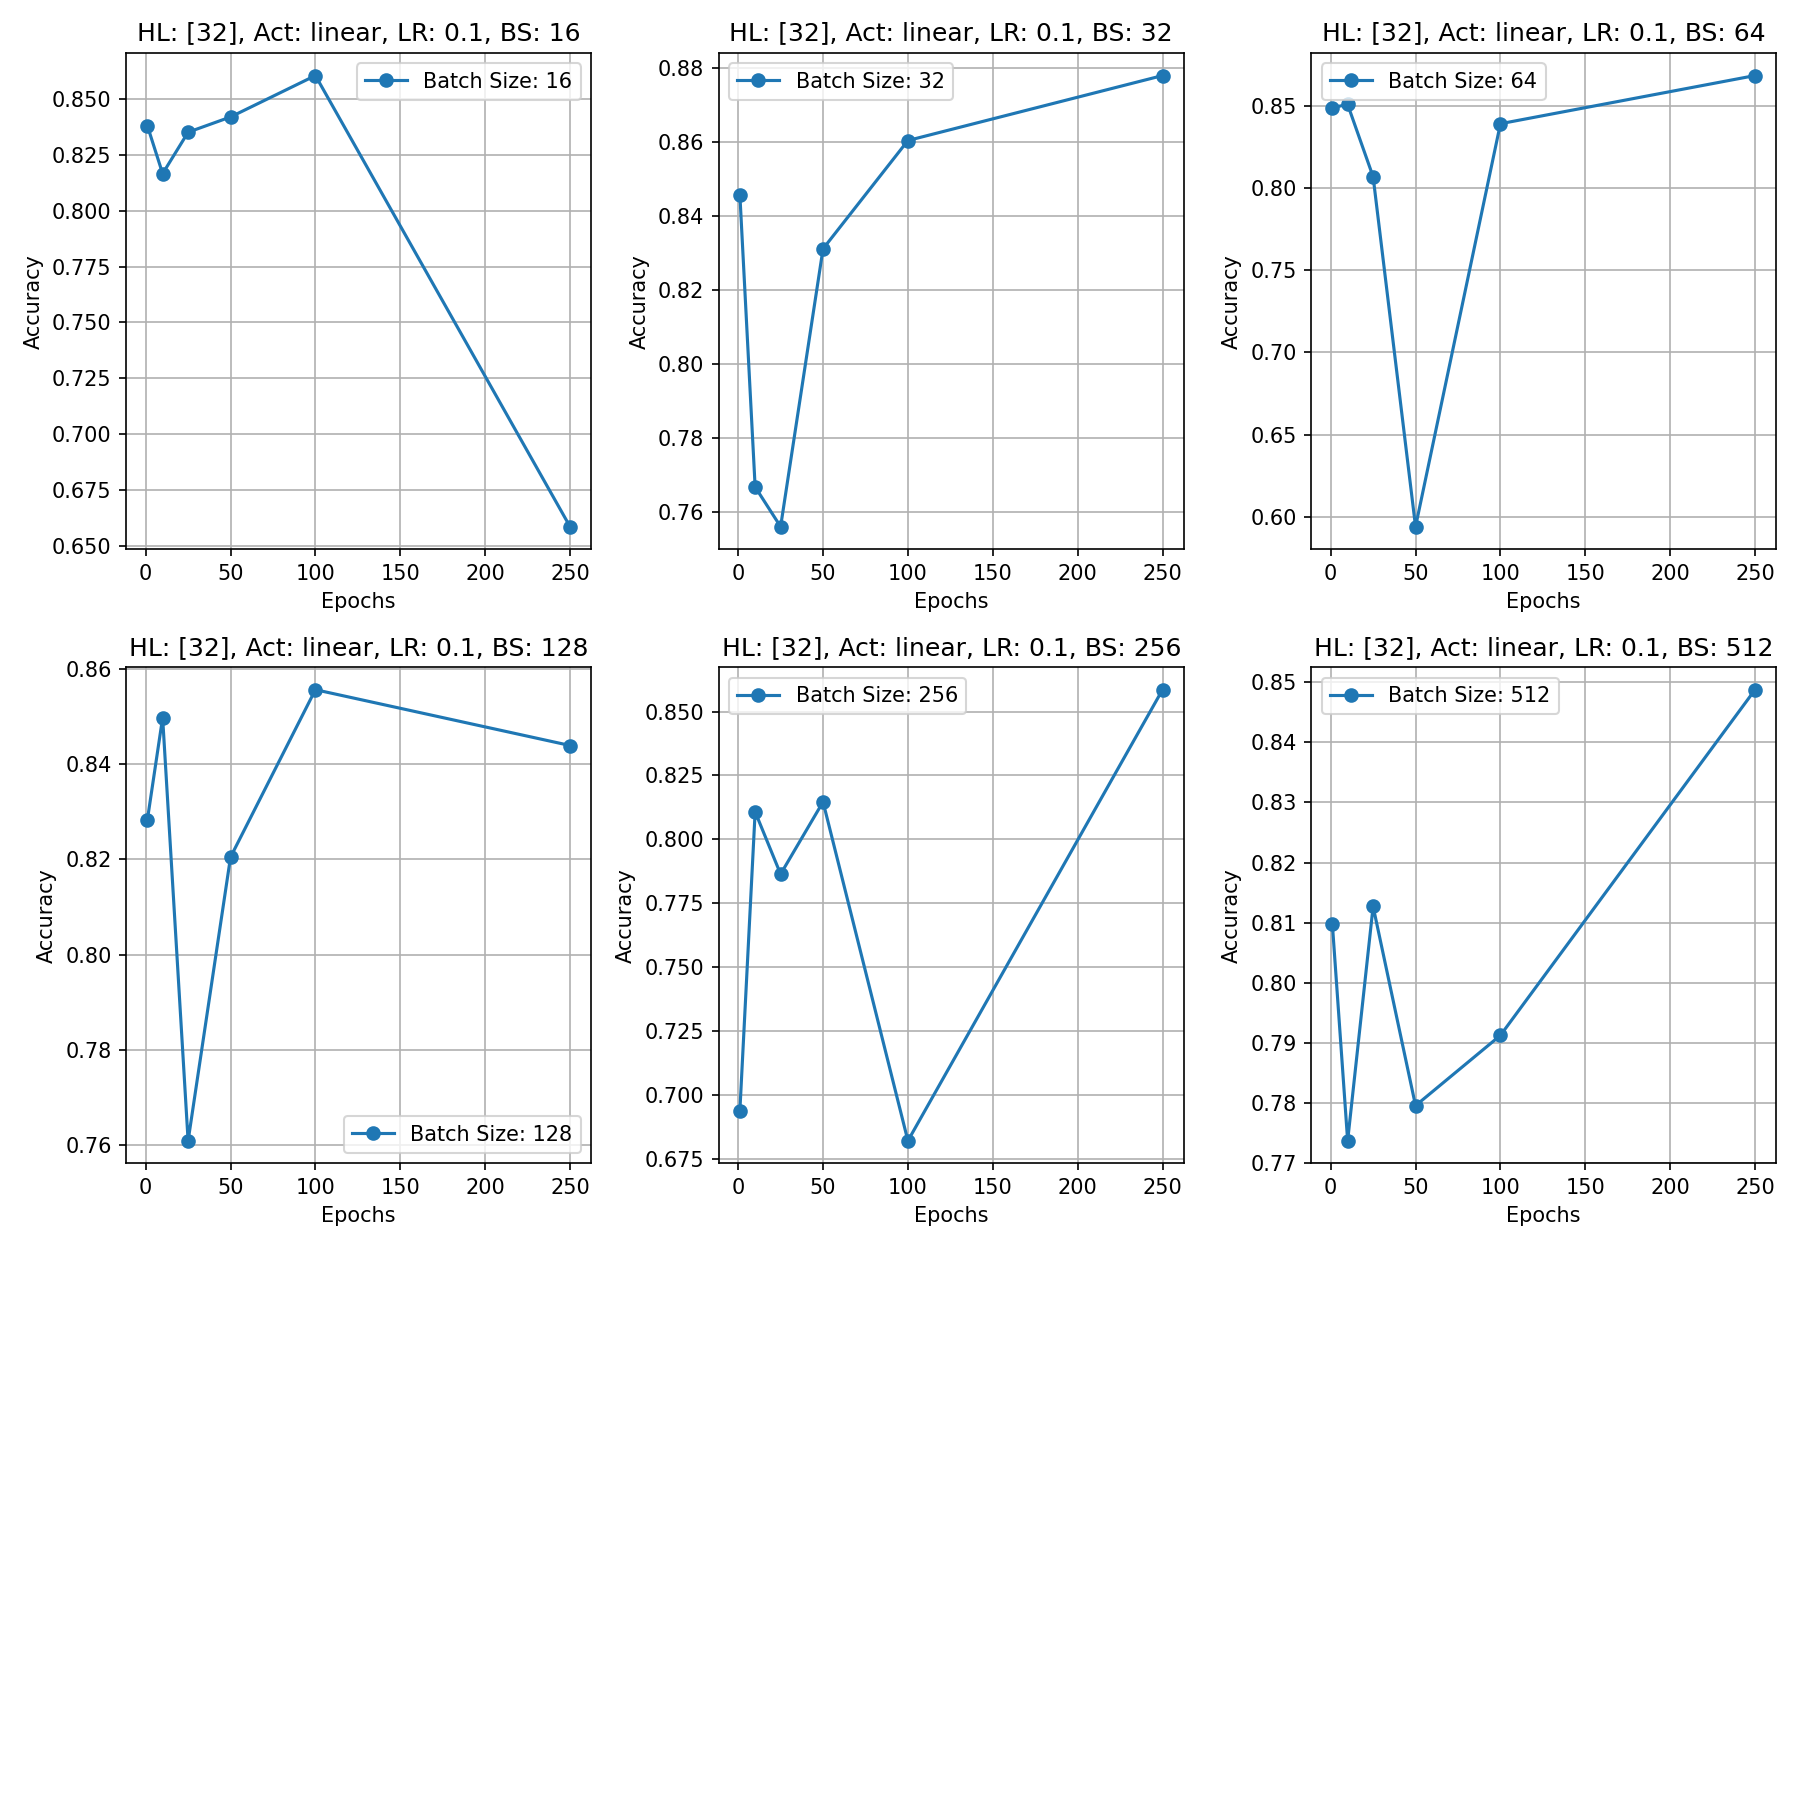 HL: [32], Act: linear, LR: 0.1, BS: 16
Batch Size: 16
Accuracy
0.850
0.825
0.800
0.775
0.750
0.725
0.700
0.675
0.650
0 50 100 150 200 250
Epochs
HL: [32], Act: linear, LR: 0.1, BS: 32
Batch Size: 32
Accuracy
0.88
0.86
0.84
0.82
0.80
0.78
0.76
0 50 100 150 200 250
Epochs
HL: [32], Act: linear, LR: 0.1, BS: 64
Batch Size: 64
Accuracy
0.85
0.80
0.75
0.70
0.65
0.60
0 50 100 150 200 250
Epochs
HL: [32], Act: linear, LR: 0.1, BS: 128
Batch Size: 128
Accuracy
0.86
0.84
0.82
0.80
0.78
0.76
0 50 100 150 200 250
Epochs
HL: [32], Act: linear, LR: 0.1, BS: 256
Batch Size: 256
Accuracy
0.850
0.825
0.800
0.775
0.750
0.725
0.700
0.675
0 50 100 150 200 250
Epochs
HL: [32], Act: linear, LR: 0.1, BS: 512
Batch Size: 512
Accuracy
0.85
0.84
0.83
0.82
0.81
0.80
0.79
0.78
0.77
0 50 100 150 200 250
Epochs